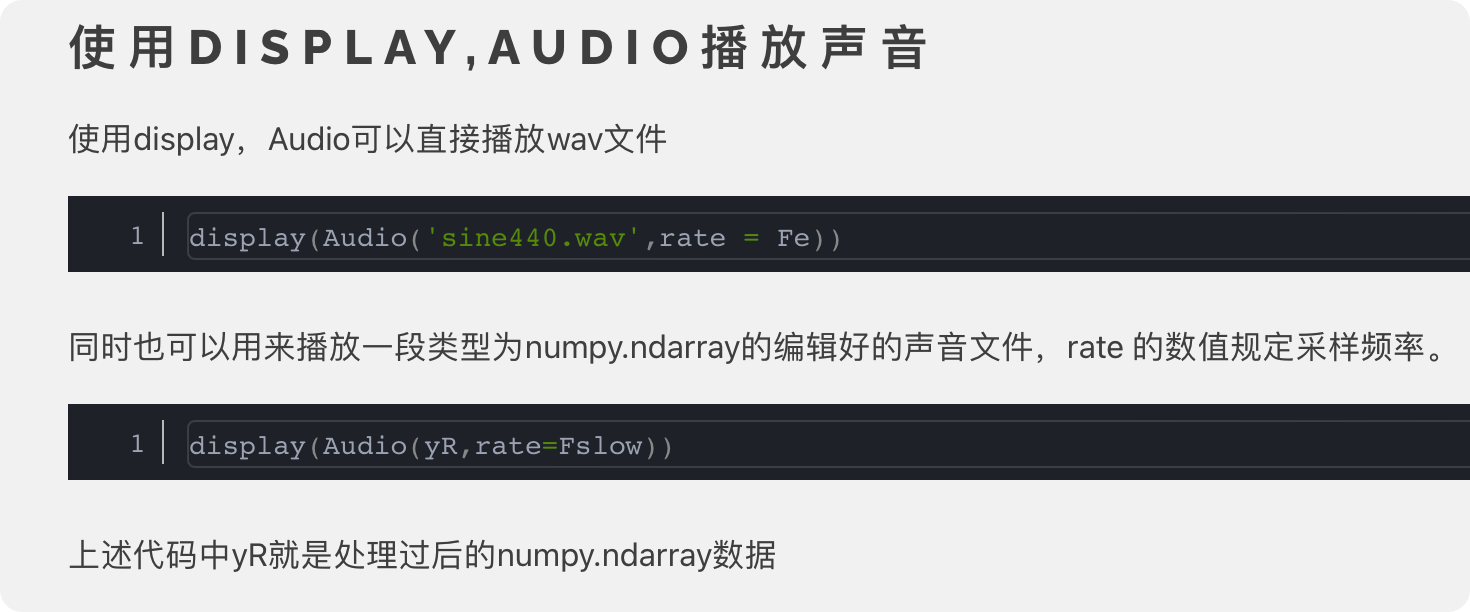 使用DISPLAY,AUDIO播放声音
使用display，Audio可以直接播放wav文件
1 display(Audio('sine440.wav',rate = Fe))
同时也可以用来播放一段类型为numpy.ndarray的编辑好的声音文件，rate 的数值规定采样频率。
1 display(Audio(yR,rate=Fslow))
上述代码中yR就是处理过后的numpy.ndarray数据